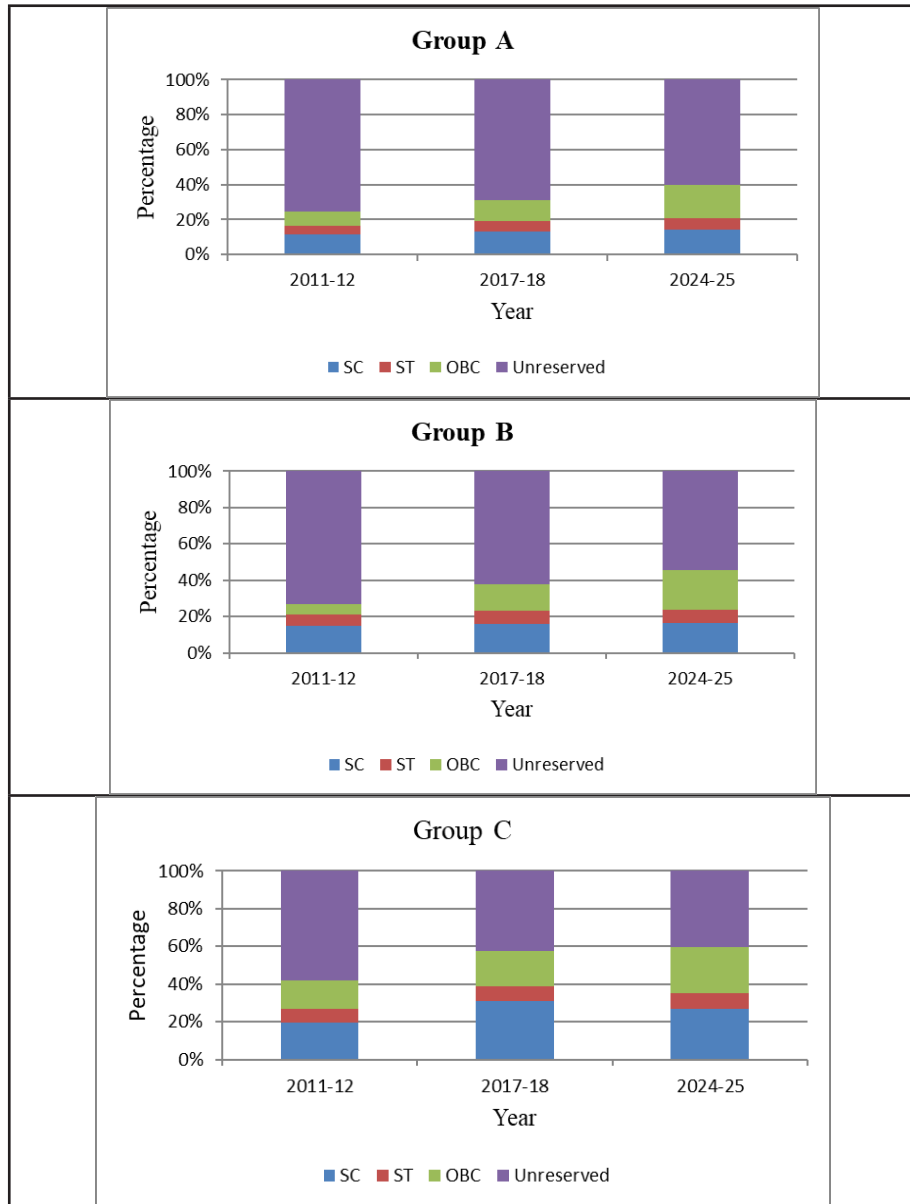 Group A
100%
80%
60%
40%
20%
0%
Percentage
2011-12 2017-18 2024-25
Year
SC ST OBC Unreserved
Group B
100%
80%
60%
40%
20%
0%
Percentage
2011-12 2017-18 2024-25
Year
SC ST OBC Unreserved
Group C
100%
80%
60%
40%
20%
0%
Percentage
2011-12 2017-18 2024-25
Year
SC ST OBC Unreserved